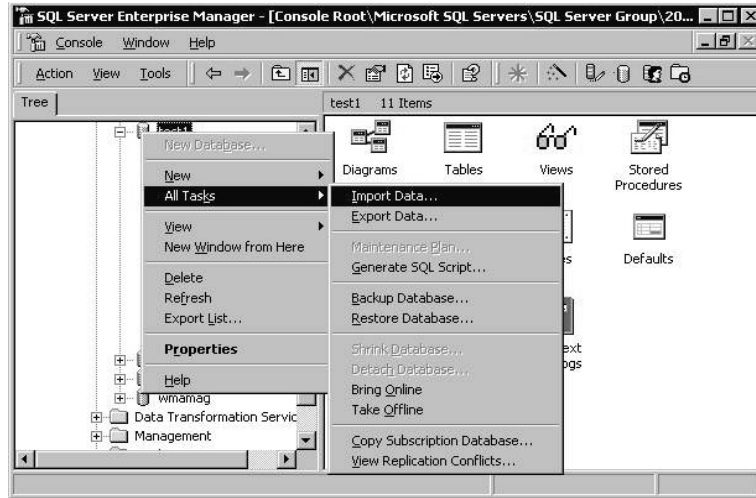 SQL Server Enterprise Manager - [Console Root\Microsoft SQL Servers\SQL Server Group\20...
Console Window Help
Action View Tools
Tree
test1 11 Items
test1
New Database...
New
All Tasks
View
New Window from Here
Delete
Refresh
Export List...
Properties
Help
wmamag
Data Transformation Servic
Management
Import Data...
Export Data...
Maintenance Plan...
Generate SQL Script...
Backup Database...
Restore Database...
Shrink Database...
Detach Database...
Bring Online
Take Offline
Copy Subscription Database...
View Replication Conflicts...
Diagrams
Tables
Views
Stored
Procedures
Defaults